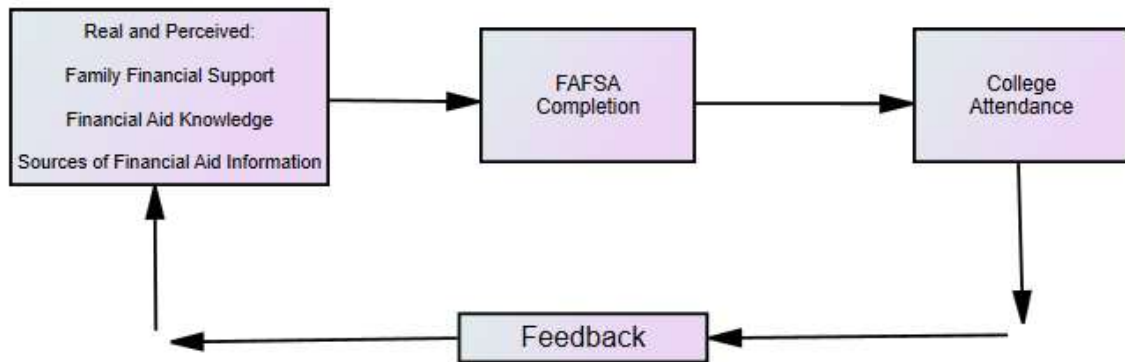 Real and Perceived:
Family Financial Support
Financial Aid Knowledge
Sources of Financial Aid Information
FAFSA
Completion
College
Attendance
Feedback